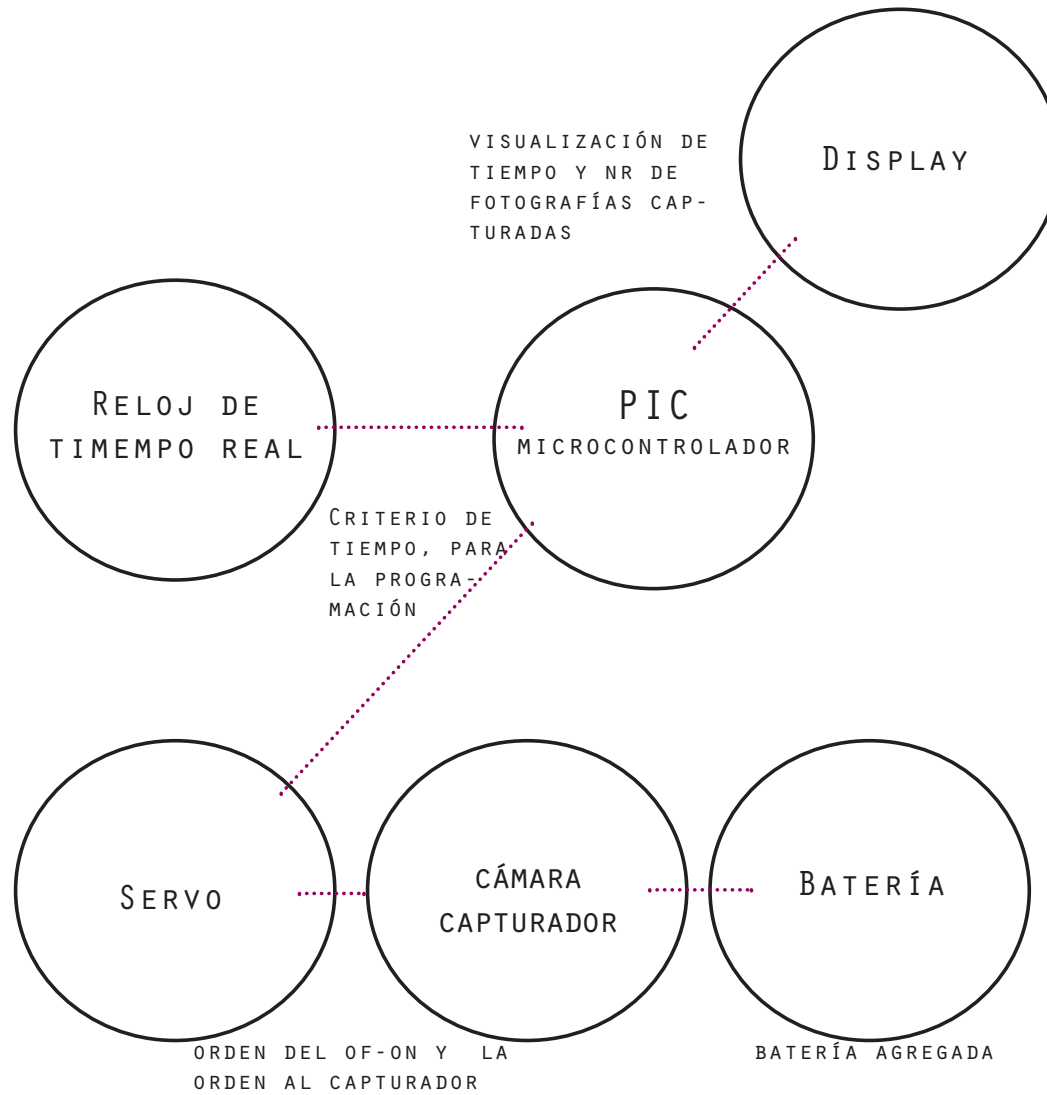 VISUALIZACIÓN DE
TIEMPO Y NR DE
FOTOGRAFÍAS CAP-
TURADAS
DISPLAY
RELOJ DE
TIMEMPO REAL
PIC
MICROCONTROLADOR
CRITERIO DE
TIEMPO, PARA
LA PROGRA-
MACIÓN
SERVO
CÁMARA
CAPTURADOR
BATERÍA
ORDEN DEL OF-ON Y LA
ORDEN AL CAPTURADOR
BATERÍA AGREGADA